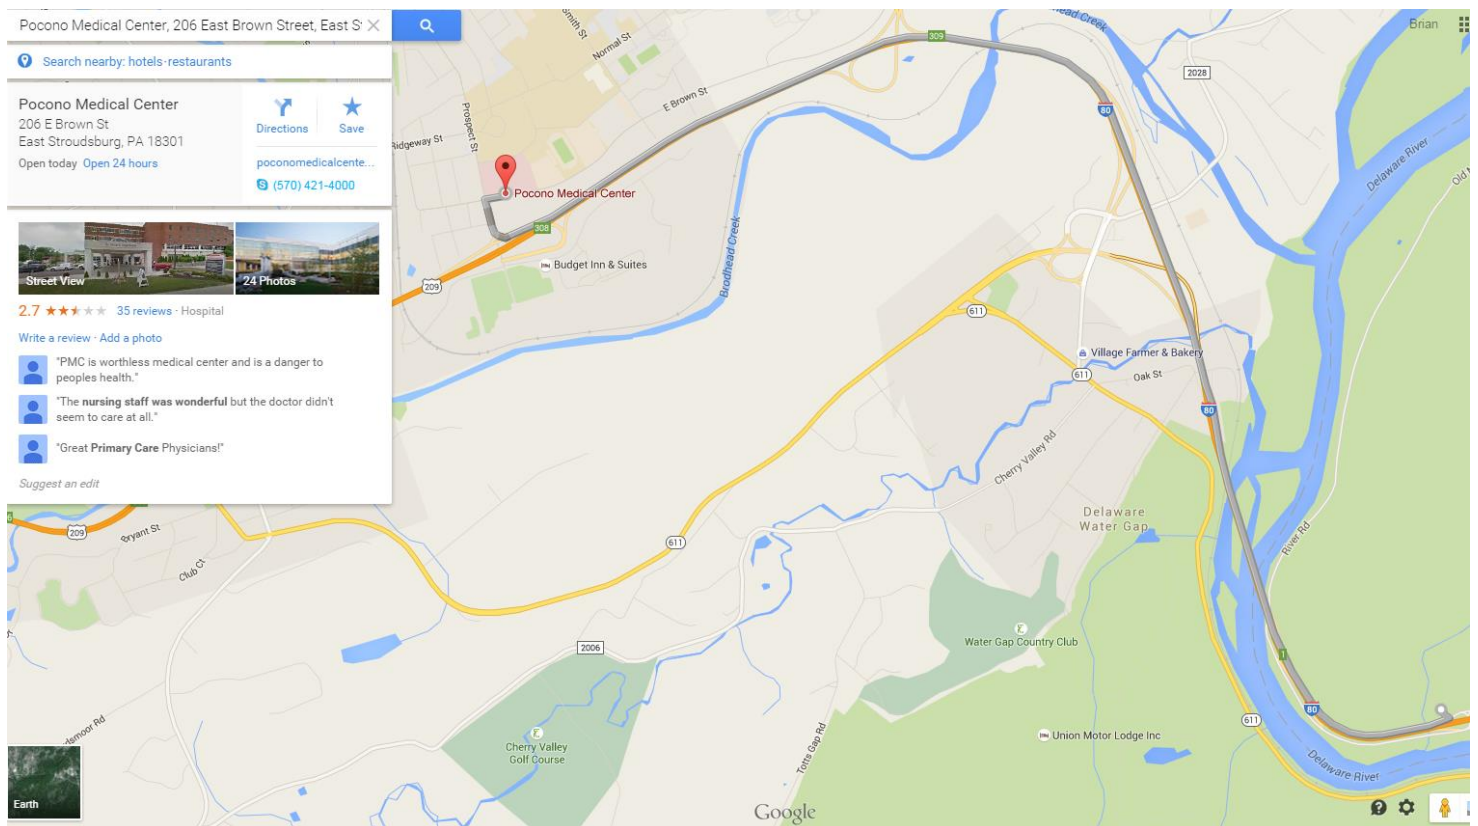 Pocono Medical Center, 206 East Brown Street, East S
Search nearby: hotels·restaurants
Pocono Medical Center
206 E Brown St
East Stroudsburg, PA 18301
Open today Open 24 hours
Directions
Save
poconomedicalcente...
(570) 421-4000
Street View
24 Photos
2.7 35 reviews · Hospital
Write a review · Add a photo
"PMC is worthless medical center and is a danger to
peoples health."
"The nursing staff was wonderful but the doctor didn't
seem to care at all."
"Great Primary Care Physicians!"
Suggest an edit
Brian
Smith St
Normal St
309
2028
E Brown St
80
Prospect St
Ridgeway St
Pocono Medical Center
308
Budget Inn & Suites
209
Brodhead Creek
Delaware River
611
Village Farmer & Bakery
611
Oak St
80
Cherry Valley Rd
Delaware
Water Gap
River Rd
209
Bryant St
Club Ct
611
2006
Water Gap Country Club
1
80
611
Union Motor Lodge Inc
Cherry Valley
Golf Course
Totts Gap Rd
Delaware River
Earth
Google